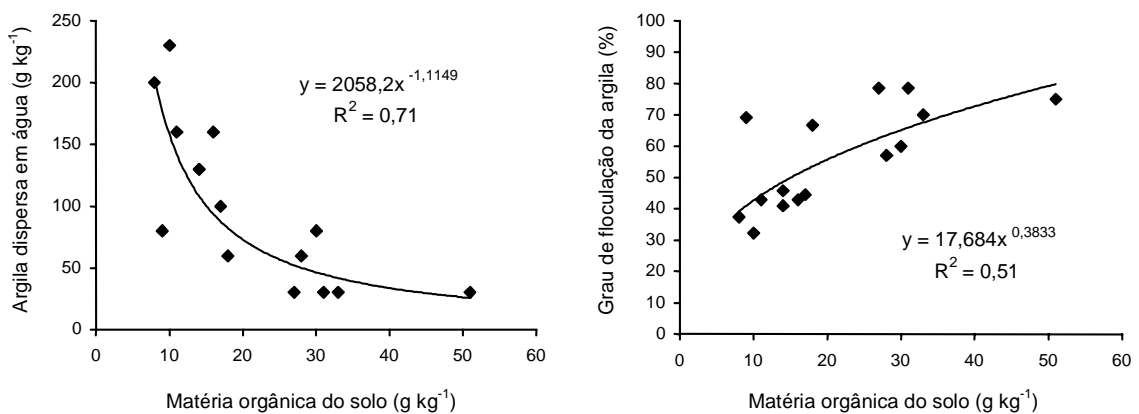 Argila dispersa em água (g kg⁻¹)
250
200
150
100
50
0
0 10 20 30 40 50 60
Matéria orgânica do solo (g kg⁻¹)
y = 2058,2x⁻¹,¹¹⁴⁹
R² = 0,71
Grau de floculação da argila (%)
100
90
80
70
60
50
40
30
20
10
0
0 10 20 30 40 50 60
Matéria orgânica do solo (g kg⁻¹)
y = 17,684x⁰,³⁸³³
R² = 0,51